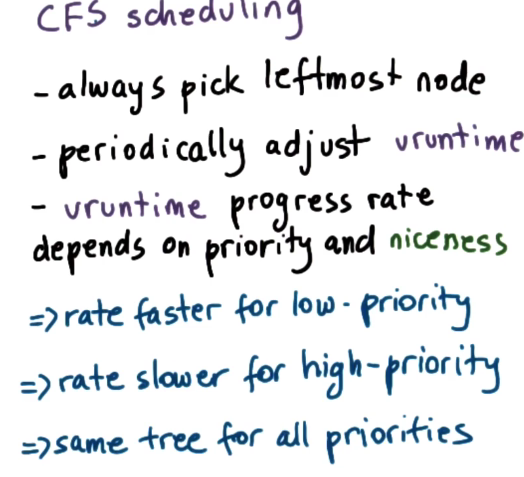 CFS scheduling
- always pick leftmost node
- periodically adjust vruntime
- vruntime progress rate
depends on priority and niceness
=> rate faster for low-priority
=> rate slower for high-priority
=> same tree for all priorities